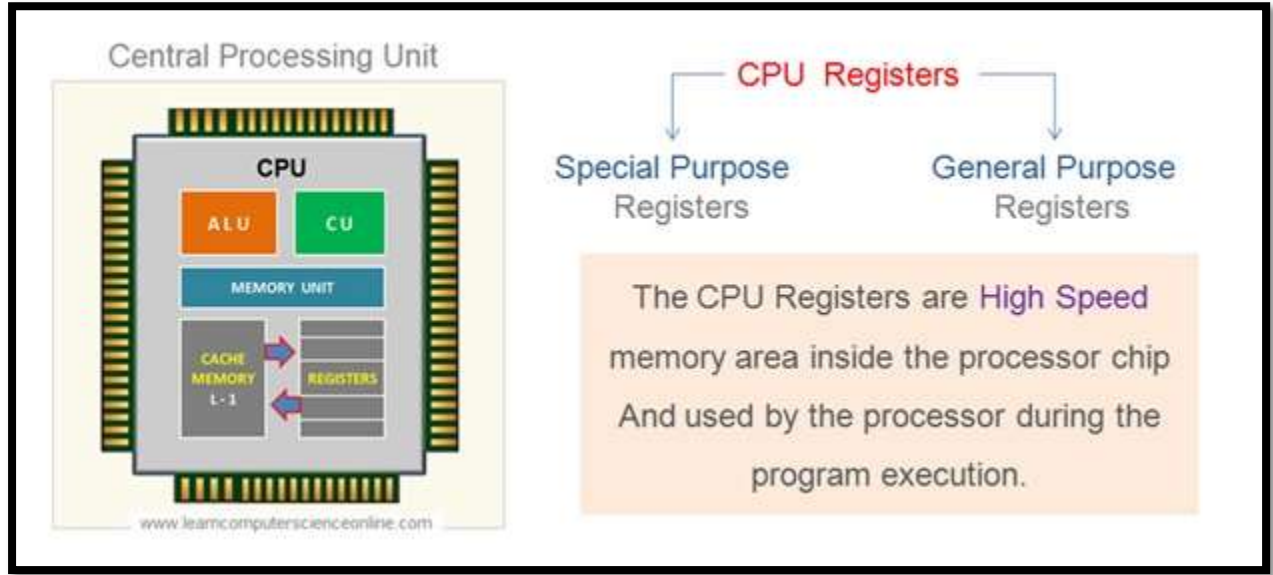 Central Processing Unit
CPU
ALU
CU
MEMORY UNIT
CACHE
MEMORY
L - 1
REGISTERS
www.learncomputerscienceonline.com
CPU Registers
Special Purpose
Registers
General Purpose
Registers
The CPU Registers are High Speed
memory area inside the processor chip
And used by the processor during the
program execution.